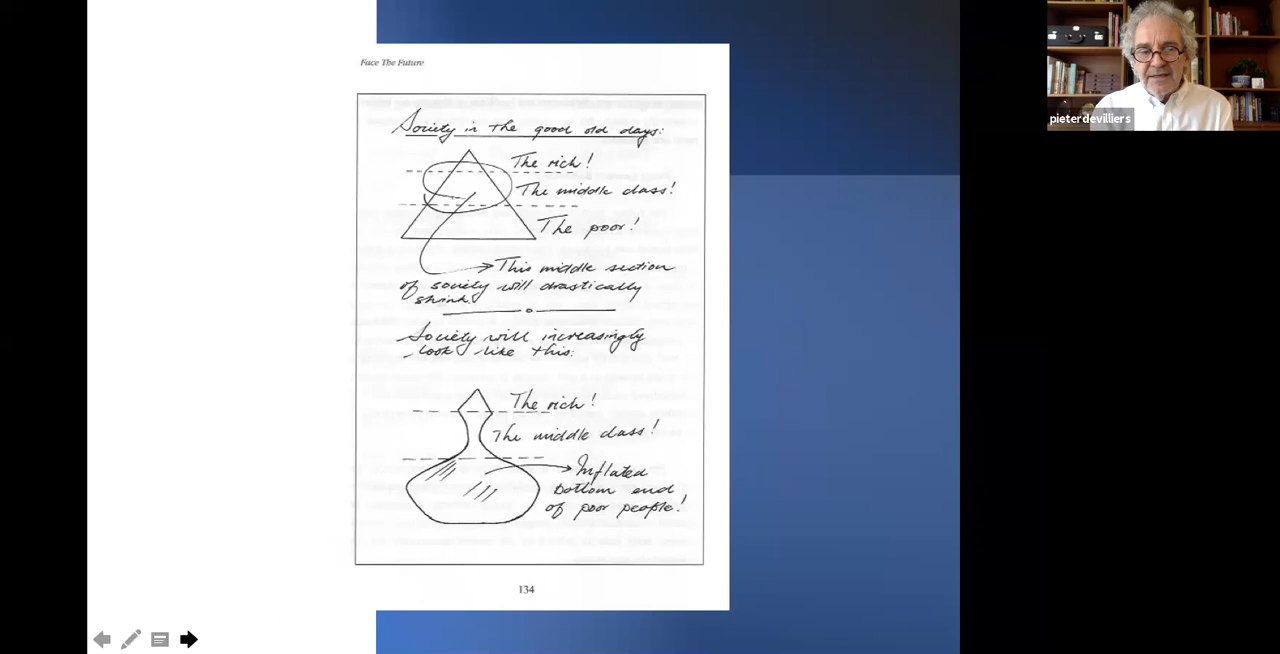 Face The Future
Society in the good old days:
The rich!
The middle class!
The poor!
This middle section
of society will drastically
shrink.
Society will increasingly
look like this:
The rich!
The middle class!
Inflated
bottom end
of poor people!
134
pieterdevilliers